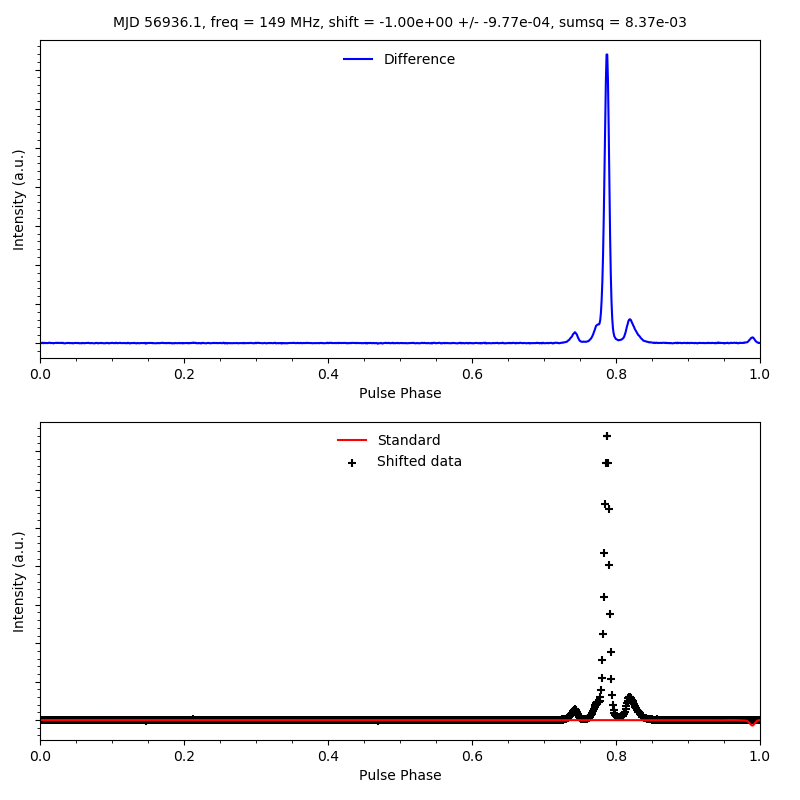 MJD 56936.1, freq = 149 MHz, shift = -1.00e+00 +/- -9.77e-04, sumsq = 8.37e-03
Difference
Intensity (a.u.)
0.0 0.2 0.4 0.6 0.8 1.0
Pulse Phase
Standard
Shifted data
Intensity (a.u.)
0.0 0.2 0.4 0.6 0.8 1.0
Pulse Phase